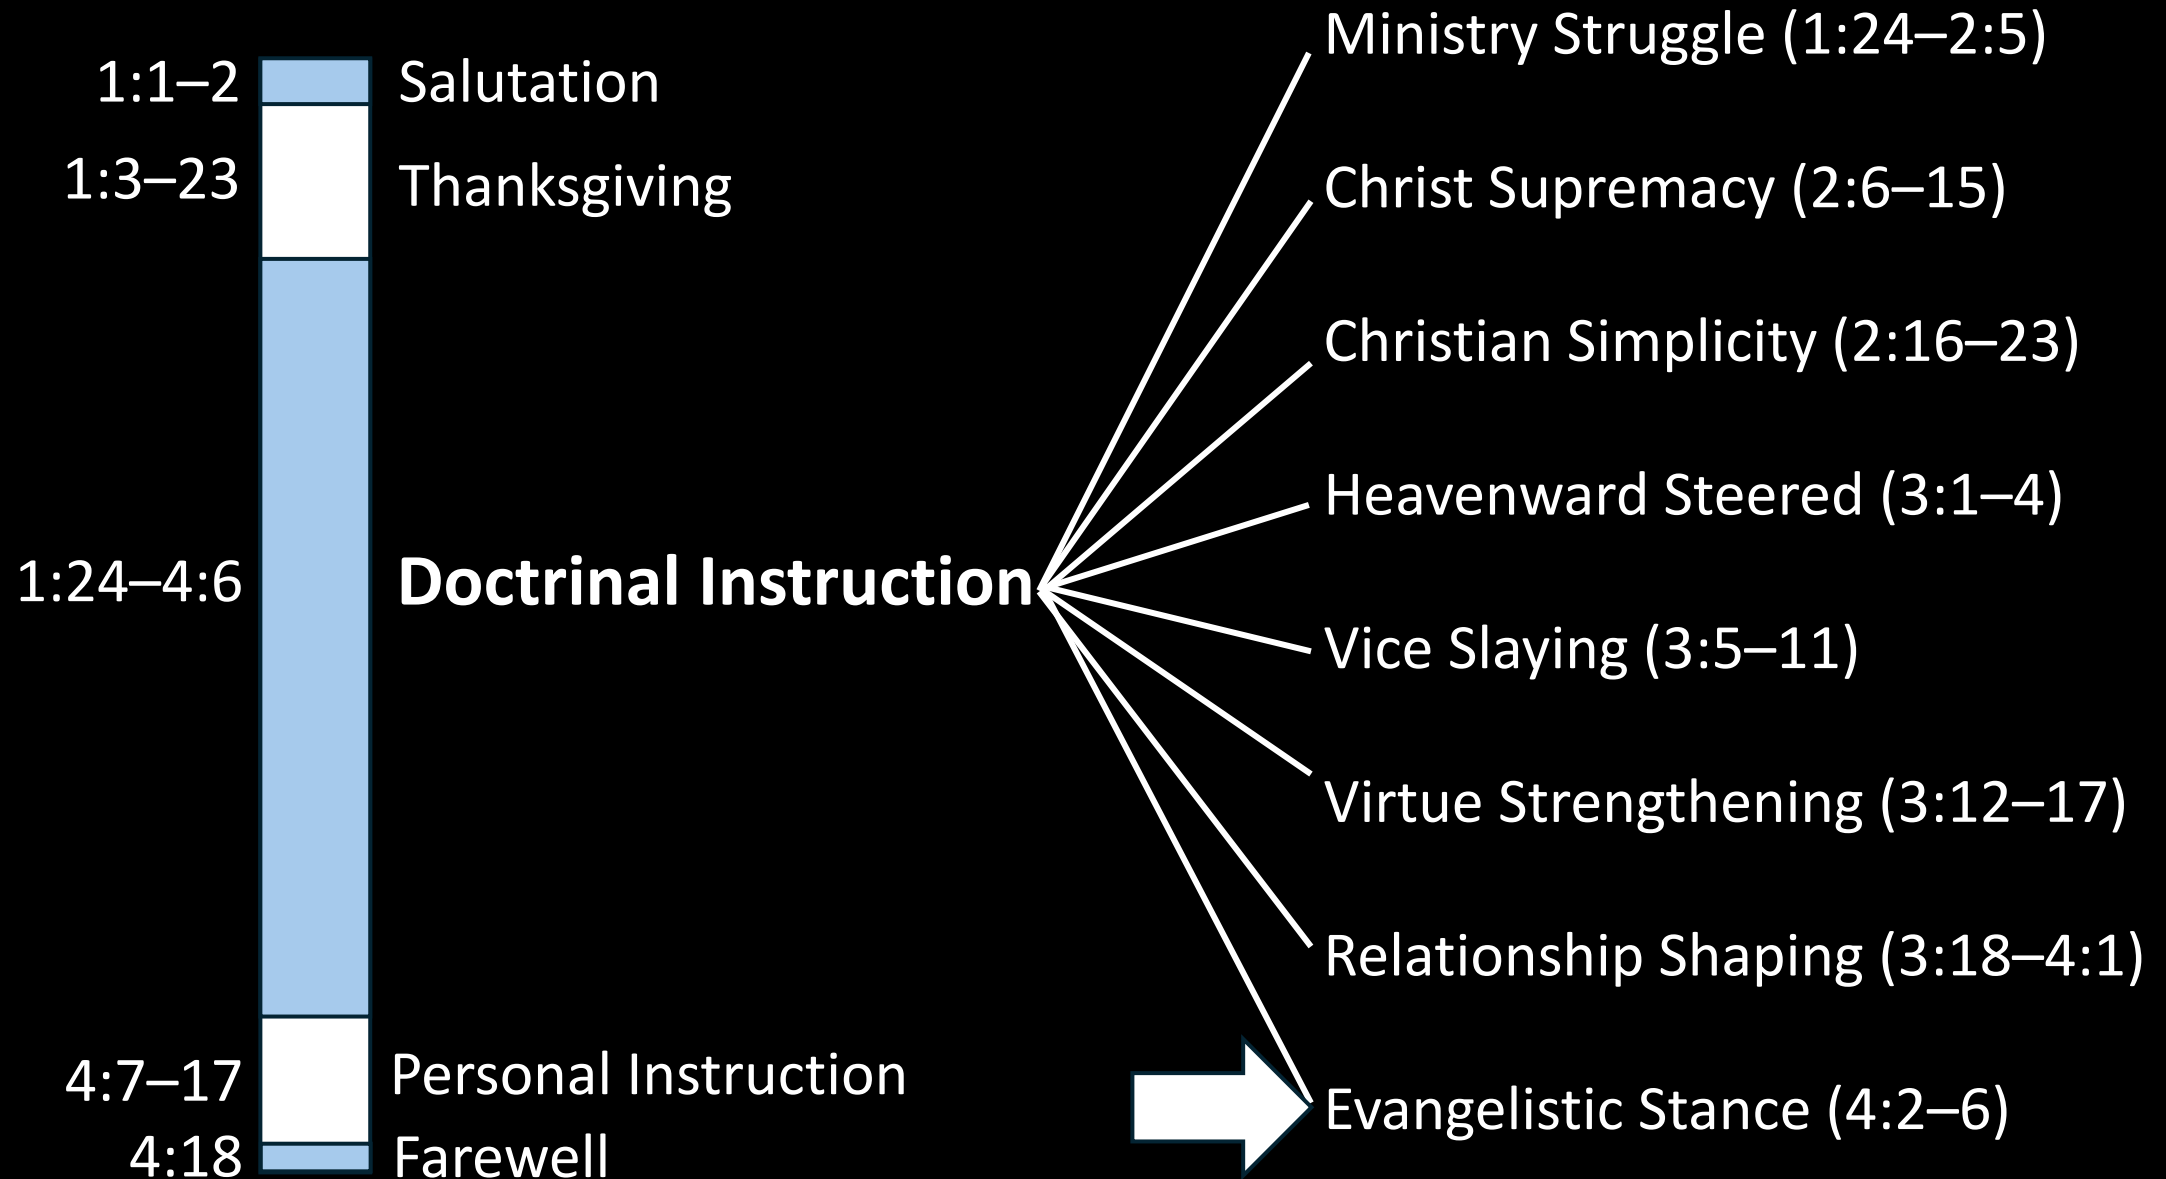 1:1–2 Salutation
1:3–23 Thanksgiving
1:24–4:6 Doctrinal Instruction
4:7–17 Personal Instruction
4:18 Farewell
Ministry Struggle (1:24–2:5)
Christ Supremacy (2:6–15)
Christian Simplicity (2:16–23)
Heavenward Steered (3:1–4)
Vice Slaying (3:5–11)
Virtue Strengthening (3:12–17)
Relationship Shaping (3:18–4:1)
Evangelistic Stance (4:2–6)